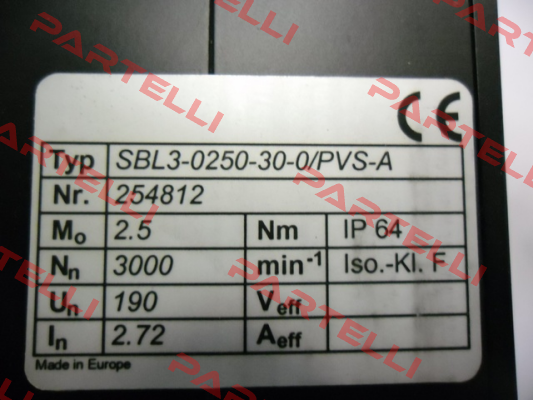 CE
Typ SBL3-0250-30-0/PVS-A
Nr. 254812
Mo 2.5 Nm IP 64
Nn 3000 min-1 Iso.-Kl. F
Un 190 Veff
In 2.72 Aeff
Made in Europe
PARTELLI
PARTELLI
PARTELLI
PARTELLI
PARTELLI